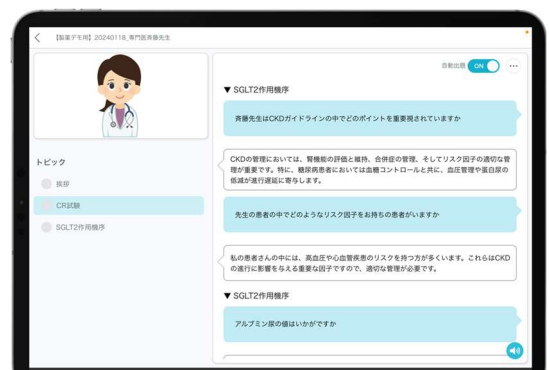 【製薬デモ用】20240118_専門医斉藤先生
自動出題 ON
▼ SGLT2作用機序
斉藤先生はCKDガイドラインの中でどのポイントを重要視されていますか
CKDの管理においては、腎機能の評価と維持、合併症の管理、そしてリスク因子の適切な管
理が重要です。特に、糖尿病患者においては血糖コントロールと共に、血圧管理や蛋白尿の
低減が進行遅延に寄与します。
先生の患者の中でどのようなリスク因子をお持ちの患者がいますか
私の患者さんの中には、高血圧や心血管疾患のリスクを持つ方が多くいます。これらはCKD
の進行に影響を与える重要な因子ですので、適切な管理が必要です。
▼ SGLT2作用機序
アルブミン尿の値はいかがですか
トピック
挨拶
CR試験
SGLT2作用機序